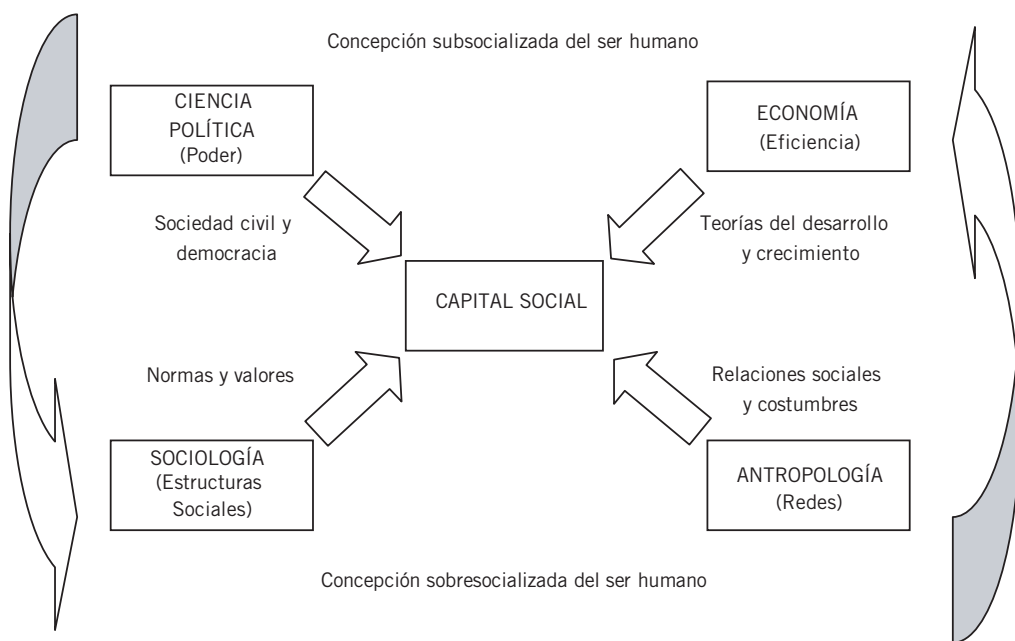 Concepción subsocializada del ser humano
CIENCIA
POLÍTICA
(Poder)
ECONOMÍA
(Eficiencia)
Sociedad civil y
democracia
Teorías del desarrollo
y crecimiento
CAPITAL SOCIAL
Normas y valores
Relaciones sociales
y costumbres
SOCIOLOGÍA
(Estructuras
Sociales)
ANTROPOLOGÍA
(Redes)
Concepción sobresocializada del ser humano